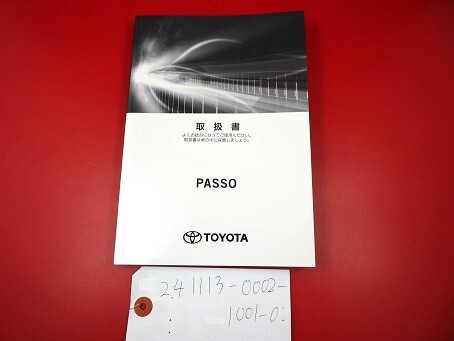 取扱書
よくお読みになってご使用ください。
取扱書は車の中に保管しましょう。
PASSO
TOYOTA
2.4 1113-0002-
1001-0: